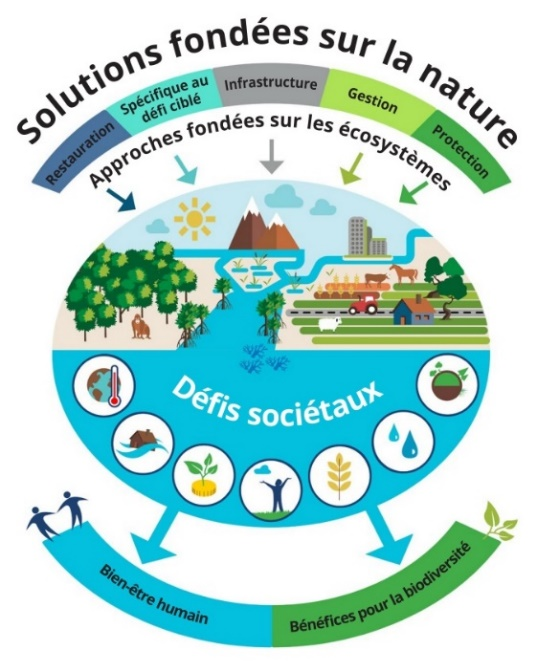 Solutions fondées sur la nature
Restauration
Spécifique au
défi ciblé
Infrastructure
Gestion
Protection
Approches fondées sur les écosystèmes
Défis sociétaux
Bien-être humain
Bénéfices pour la biodiversité